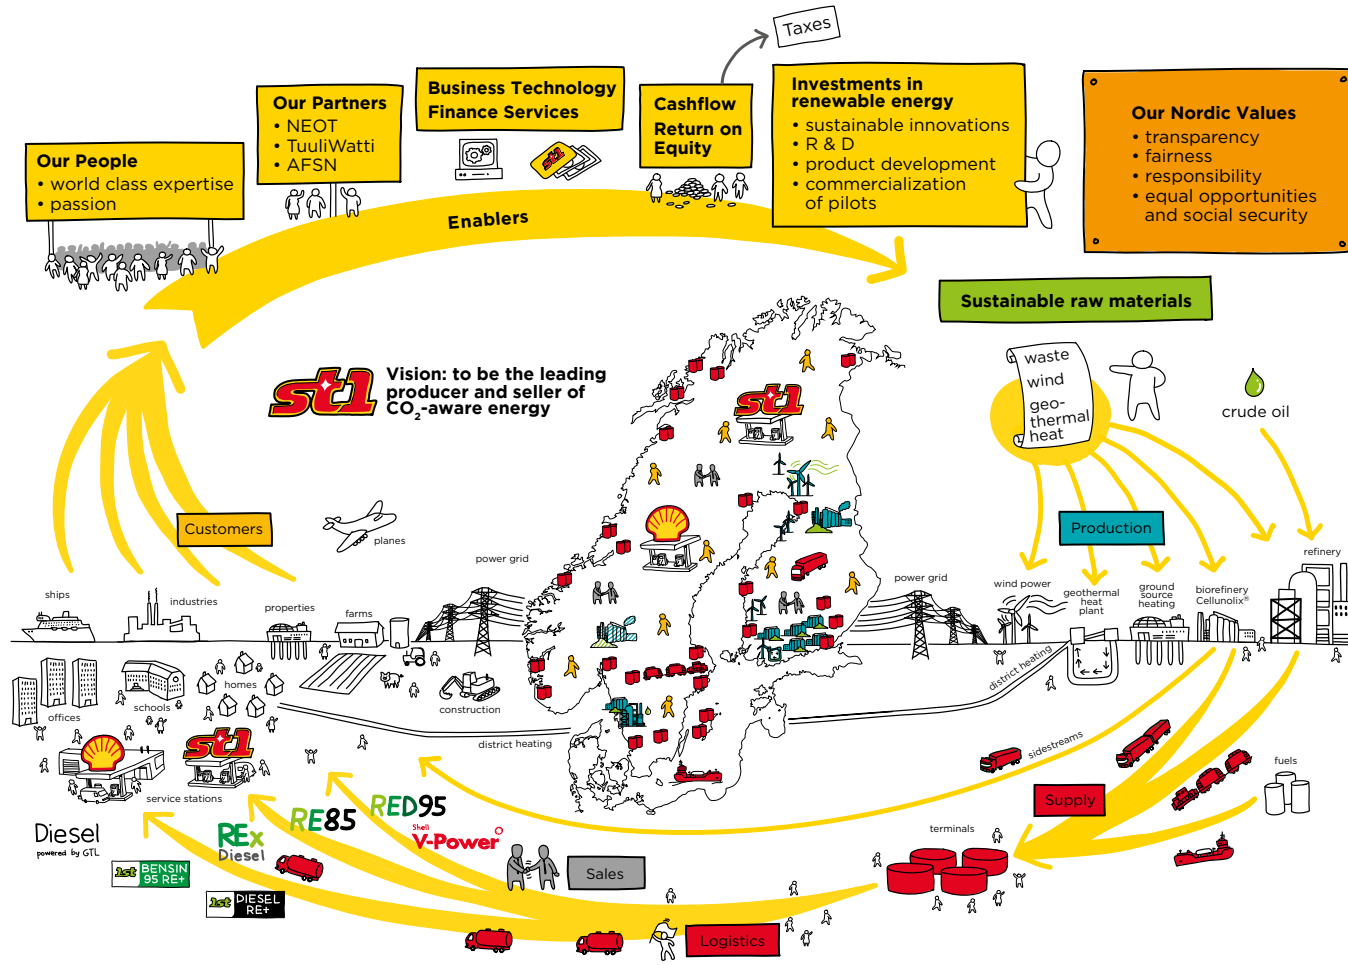 Taxes
Our People
• world class expertise
• passion
Our Partners
• NEOT
• TuuliWatti
• AFSN
Business Technology
Finance Services
st1
Cashflow
Return on
Equity
Investments in
renewable energy
• sustainable innovations
• R & D
• product development
• commercialization
of pilots
Our Nordic Values
• transparency
• fairness
• responsibility
• equal opportunities
and social security
Enablers
Sustainable raw materials
waste
wind
geo-
thermal
heat
crude oil
st1
Vision: to be the leading
producer and seller of
CO2-aware energy
st1
Customers
planes
Production
ships
industries
properties
farms
power grid
power grid
wind power
geothermal
heat
plant
ground
source
heating
biorefinery
Cellunolix®
refinery
offices
schools
homes
construction
district heating
district heating
st1
service stations
sidestreams
fuels
Supply
terminals
Diesel
powered by GTL
1st BENSIN
95 RE+
1st DIESEL
RE+
REx
Diesel
RE85
RED95
Shell
V-Power
Sales
Logistics